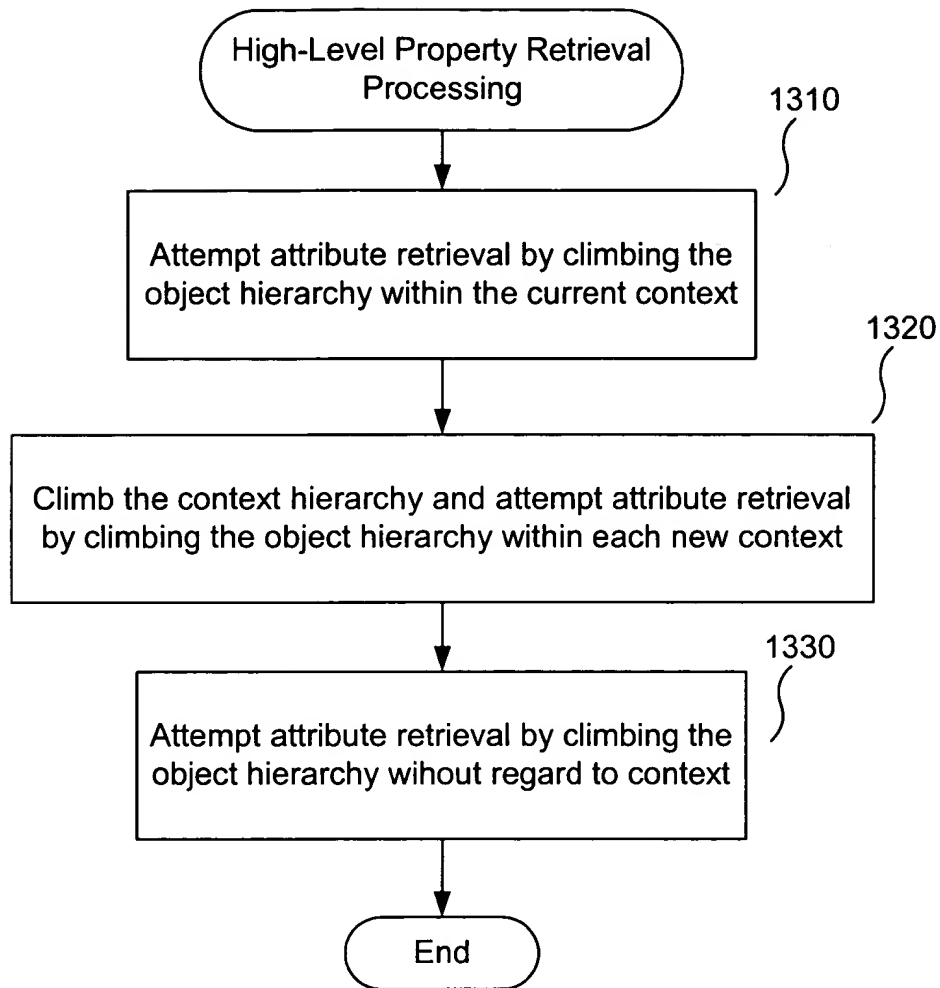 High-Level Property Retrieval
Processing
1310
Attempt attribute retrieval by climbing the
object hierarchy within the current context
1320
Climb the context hierarchy and attempt attribute retrieval
by climbing the object hierarchy within each new context
1330
Attempt attribute retrieval by climbing the
object hierarchy wihout regard to context
End